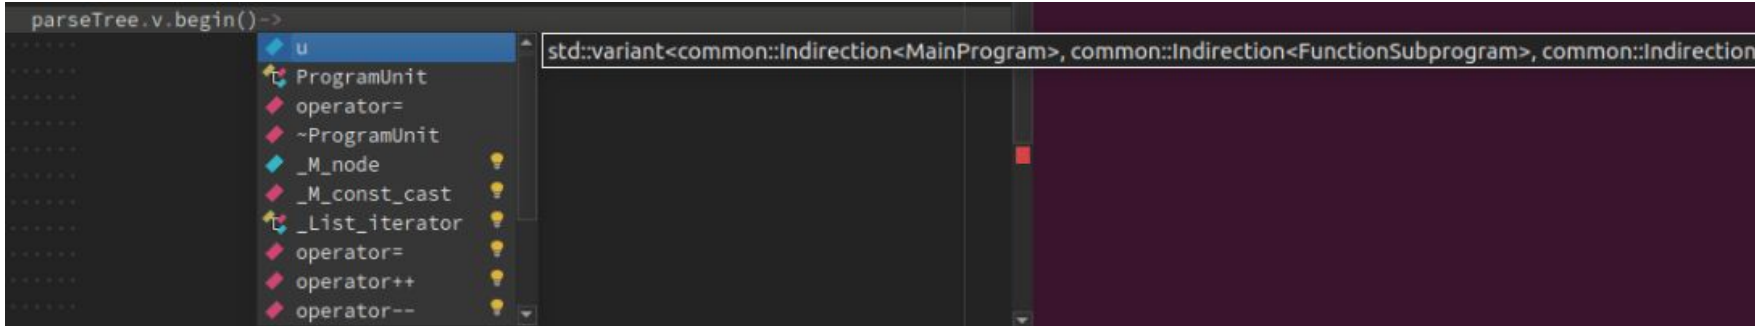 parseTree.v.begin()->
u
std::variant<common::Indirection<MainProgram>, common::Indirection<FunctionSubprogram>, common::Indirection
ProgramUnit
operator=
~ProgramUnit
_M_node
_M_const_cast
_List_iterator
operator=
operator++
operator--